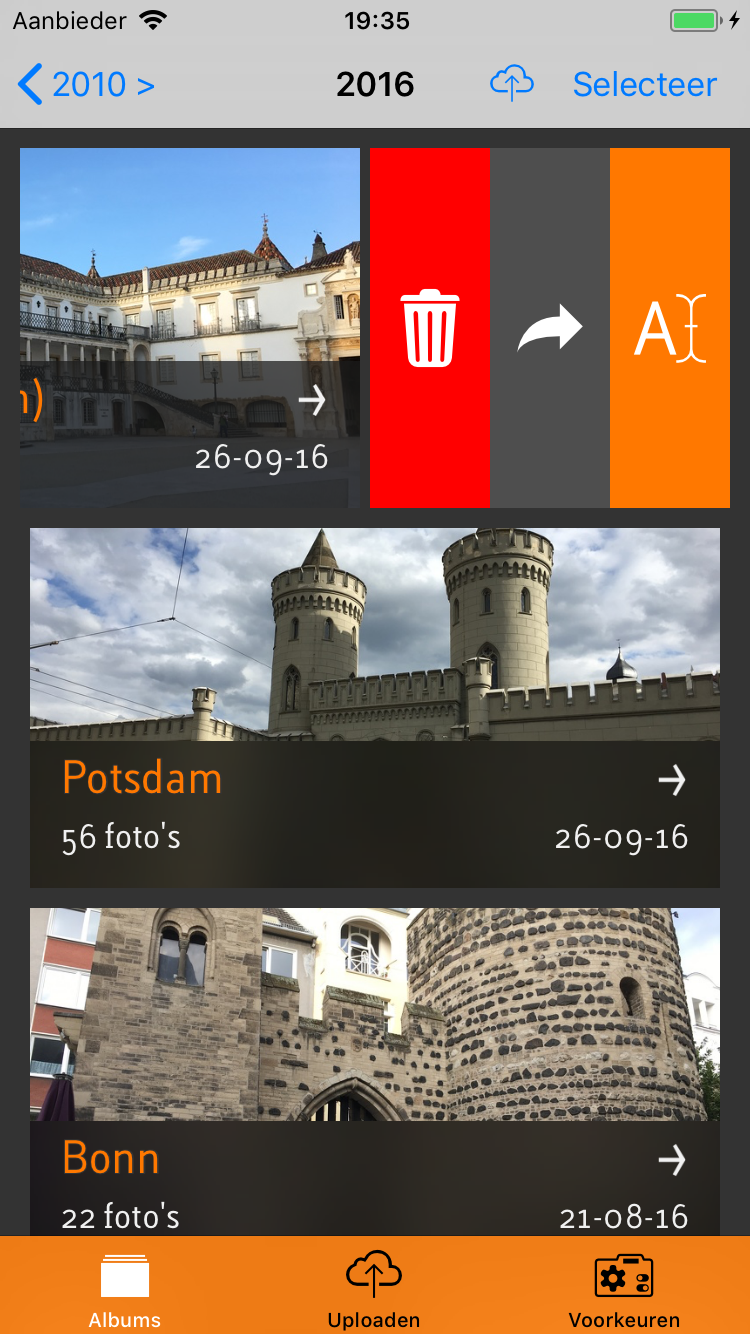 Aanbieder 19:35
2010 > 2016 Selecteer
)
26-09-16
A
Potsdam
56 foto's 26-09-16
Bonn
22 foto's 21-08-16
Albums Uploaden Voorkeuren